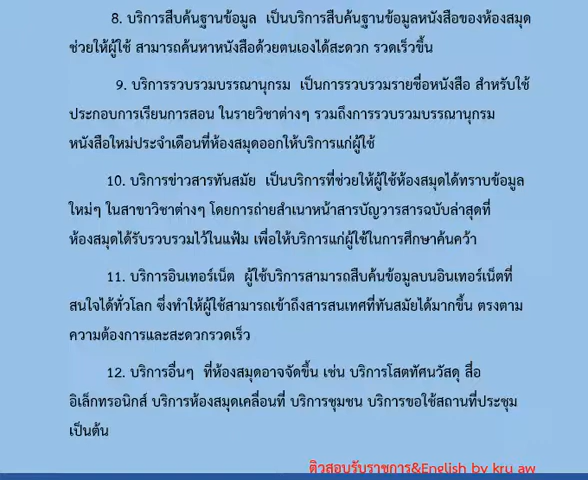 8. บริการสืบค้นฐานข้อมูล เป็นบริการสืบค้นฐานข้อมูลหนังสือของห้องสมุด
ช่วยให้ผู้ใช้ สามารถค้นหาหนังสือด้วยตนเองได้สะดวก รวดเร็วขึ้น
9. บริการรวบรวมบรรณานุกรม เป็นการรวบรวมรายชื่อหนังสือ สำหรับใช้
ประกอบการเรียนการสอน ในรายวิชาต่างๆ รวมถึงการรวบรวมบรรณานุกรม
หนังสือใหม่ประจำเดือนที่ห้องสมุดออกให้บริการแก่ผู้ใช้
10. บริการข่าวสารทันสมัย เป็นบริการที่ช่วยให้ผู้ใช้ห้องสมุดได้ทราบข้อมูล
ใหม่ๆ ในสาขาวิชาต่างๆ โดยการถ่ายสำเนาหน้าสารบัญวารสารฉบับล่าสุดที่
ห้องสมุดได้รับรวบรวมไว้ในแฟ้ม เพื่อให้บริการแก่ผู้ใช้ในการศึกษาค้นคว้า
11. บริการอินเทอร์เน็ต ผู้ใช้บริการสามารถสืบค้นข้อมูลบนอินเทอร์เน็ตที่
สนใจได้ทั่วโลก ซึ่งทำให้ผู้ใช้สามารถเข้าถึงสารสนเทศที่ทันสมัยได้มากขึ้น ตรงตาม
ความต้องการและสะดวกรวดเร็ว
12. บริการอื่นๆ ที่ห้องสมุดอาจจัดขึ้น เช่น บริการโสตทัศนวัสดุ สื่อ
อิเล็กทรอนิกส์ บริการห้องสมุดเคลื่อนที่ บริการชุมชน บริการขอใช้สถานที่ประชุม
เป็นต้น
ติวสอบรับราชการ&English by kru aw